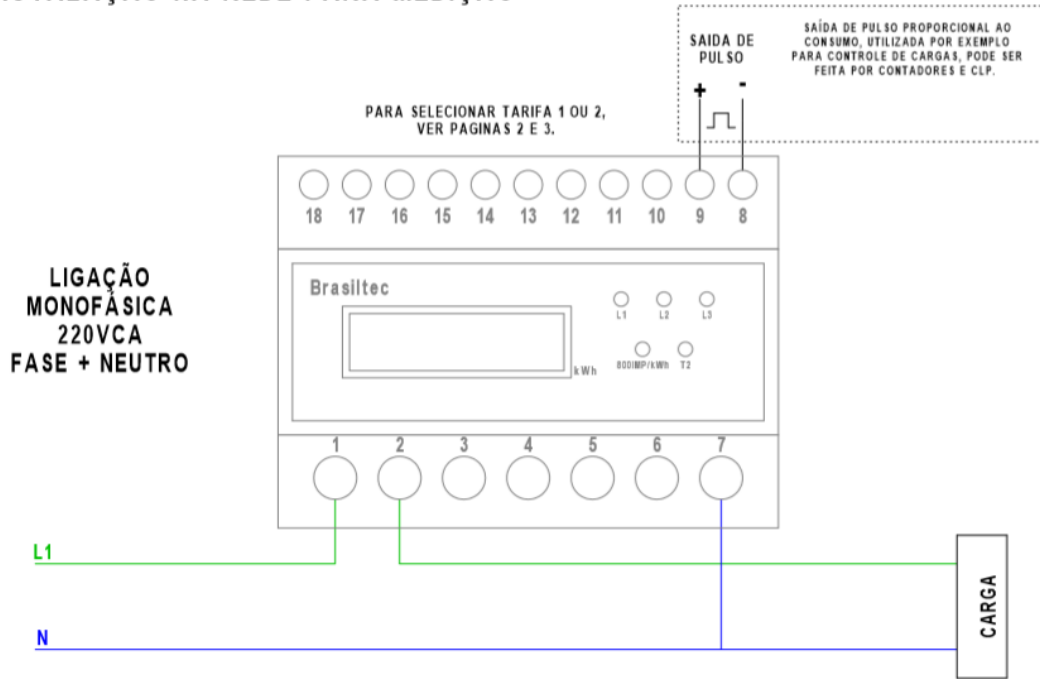 SAIDA DE
PULSO
+ -
SAÍDA DE PULSO PROPORCIONAL AO
CONSUMO, UTILIZADA POR EXEMPLO
PARA CONTROLE DE CARGAS, PODE SER
FEITA POR CONTADORES E CLP.
PARA SELECIONAR TARIFA 1 OU 2,
VER PAGINAS 2 E 3.
18 17 16 15 14 13 12 11 10 9 8
LIGAÇÃO
MONOFÁSICA
220VCA
FASE + NEUTRO
Brasiltec
L1 L2 L3
kWh
800IMP/kWh T2
1 2 3 4 5 6 7
L1
N
CARGA